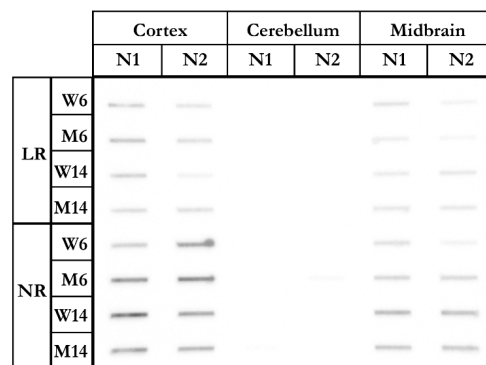 Cortex Cerebellum Midbrain
N1 N2 N1 N2 N1 N2
LR
W6
M6
W14
M14
NR
W6
M6
W14
M14